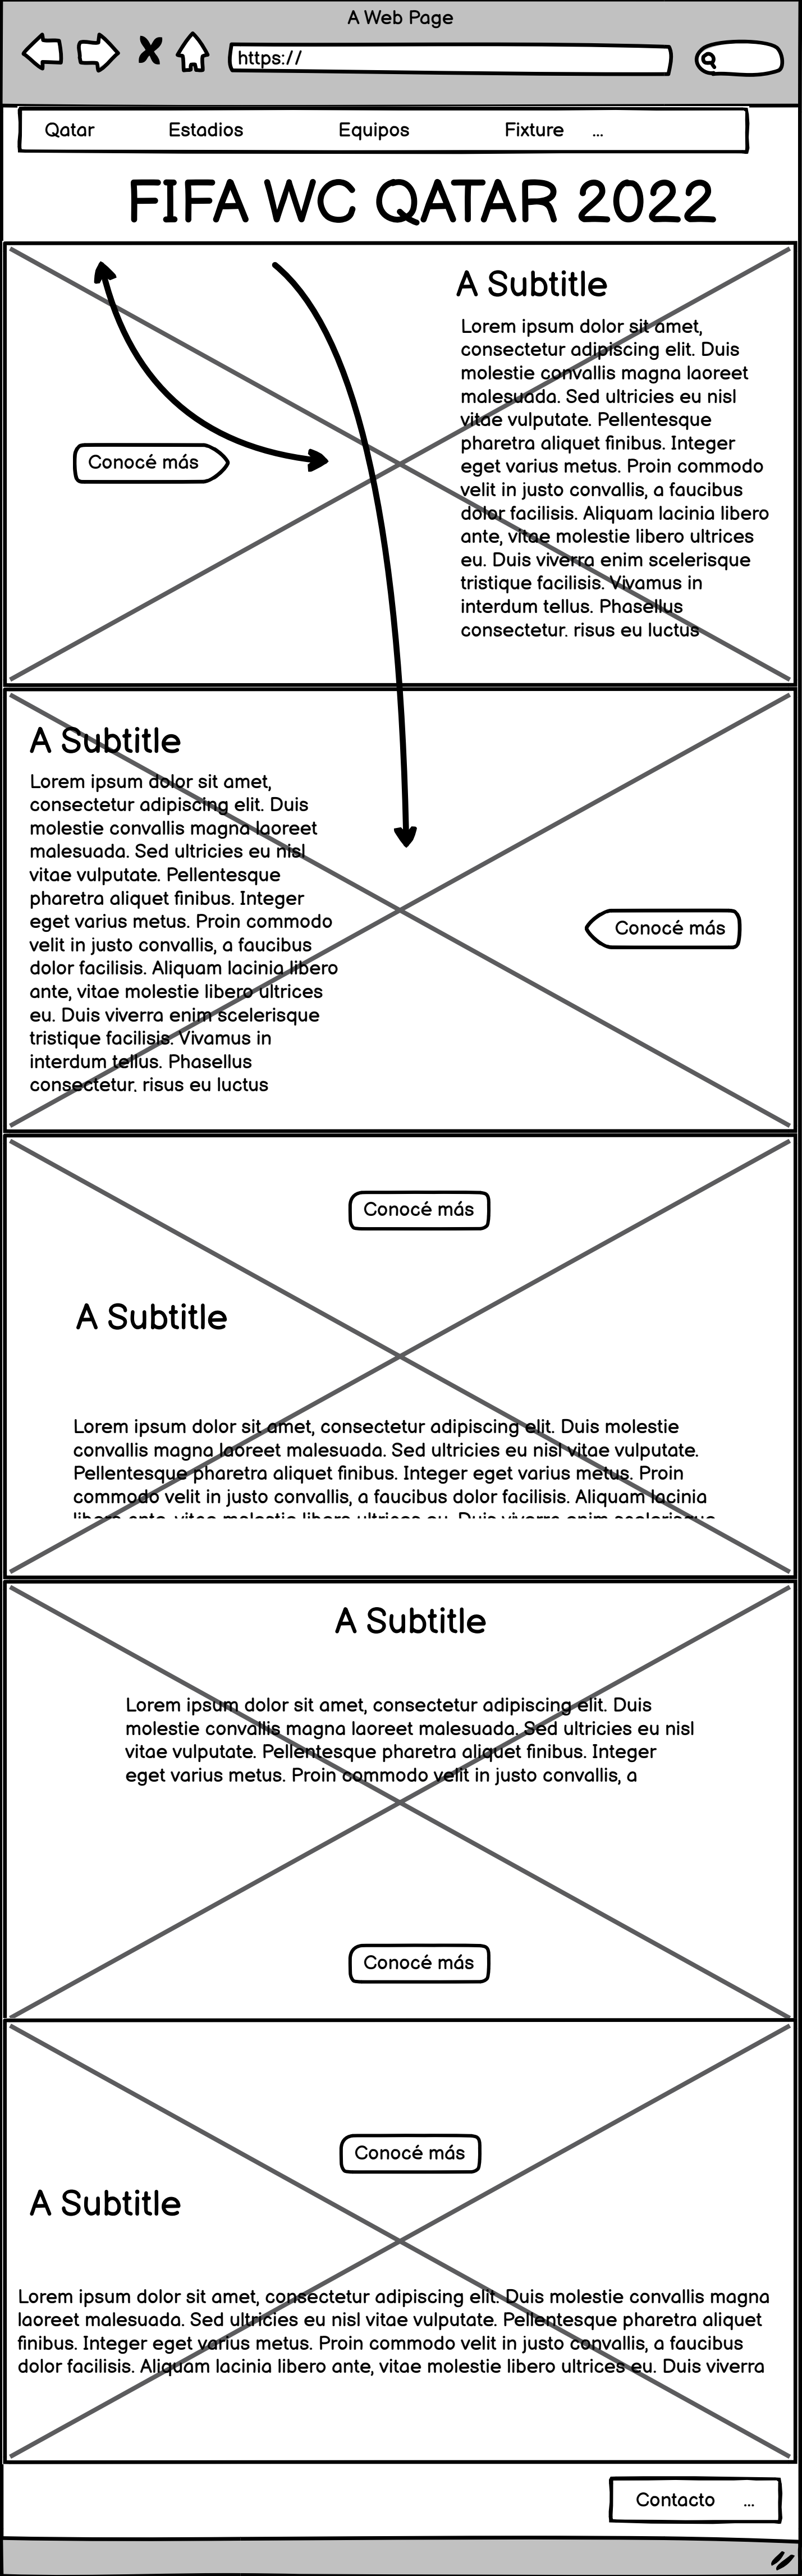 A Web Page
https://
Qatar Estadios Equipos Fixture ...
FIFA WC QATAR 2022
A Subtitle
Lorem ipsum dolor sit amet,
consectetur adipiscing elit. Duis
molestie convallis magna laoreet
malesuada. Sed ultricies eu nisl
vitae vulputate. Pellentesque
pharetra aliquet finibus. Integer
eget varius metus. Proin commodo
velit in justo convallis, a faucibus
dolor facilisis. Aliquam lacinia libero
ante, vitae molestie libero ultrices
eu. Duis viverra enim scelerisque
tristique facilisis. Vivamus in
interdum tellus. Phasellus
consectetur, risus eu luctus
Conocé más
A Subtitle
Lorem ipsum dolor sit amet,
consectetur adipiscing elit. Duis
molestie convallis magna laoreet
malesuada. Sed ultricies eu nisl
vitae vulputate. Pellentesque
pharetra aliquet finibus. Integer
eget varius metus. Proin commodo
velit in justo convallis, a faucibus
dolor facilisis. Aliquam lacinia libero
ante, vitae molestie libero ultrices
eu. Duis viverra enim scelerisque
tristique facilisis. Vivamus in
interdum tellus. Phasellus
consectetur, risus eu luctus
Conocé más
Conocé más
A Subtitle
Lorem ipsum dolor sit amet, consectetur adipiscing elit. Duis molestie
convallis magna laoreet malesuada. Sed ultricies eu nisl vitae vulputate.
Pellentesque pharetra aliquet finibus. Integer eget varius metus. Proin
commodo velit in justo convallis, a faucibus dolor facilisis. Aliquam lacinia
libero ante, vitae molestie libero ultrices eu. Duis viverra enim scelerisque
A Subtitle
Lorem ipsum dolor sit amet, consectetur adipiscing elit. Duis
molestie convallis magna laoreet malesuada. Sed ultricies eu nisl
vitae vulputate. Pellentesque pharetra aliquet finibus. Integer
eget varius metus. Proin commodo velit in justo convallis, a
Conocé más
Conocé más
A Subtitle
Lorem ipsum dolor sit amet, consectetur adipiscing elit. Duis molestie convallis magna
laoreet malesuada. Sed ultricies eu nisl vitae vulputate. Pellentesque pharetra aliquet
finibus. Integer eget varius metus. Proin commodo velit in justo convallis, a faucibus
dolor facilisis. Aliquam lacinia libero ante, vitae molestie libero ultrices eu. Duis viverra
Contacto ...